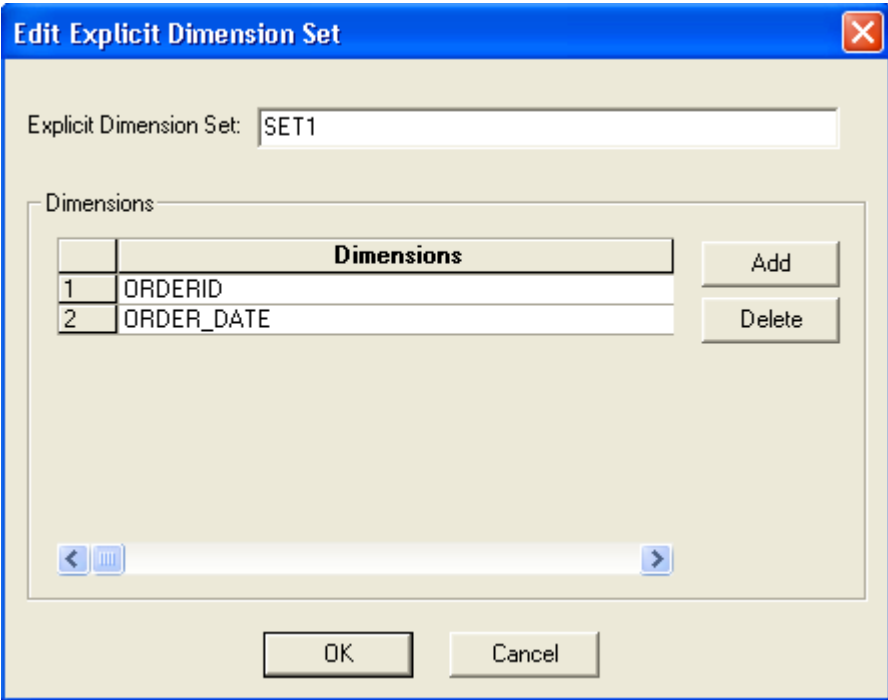 Edit Explicit Dimension Set
Explicit Dimension Set: SET1
Dimensions
Dimensions
Add
1 ORDERID
2 ORDER_DATE
Delete
OK Cancel